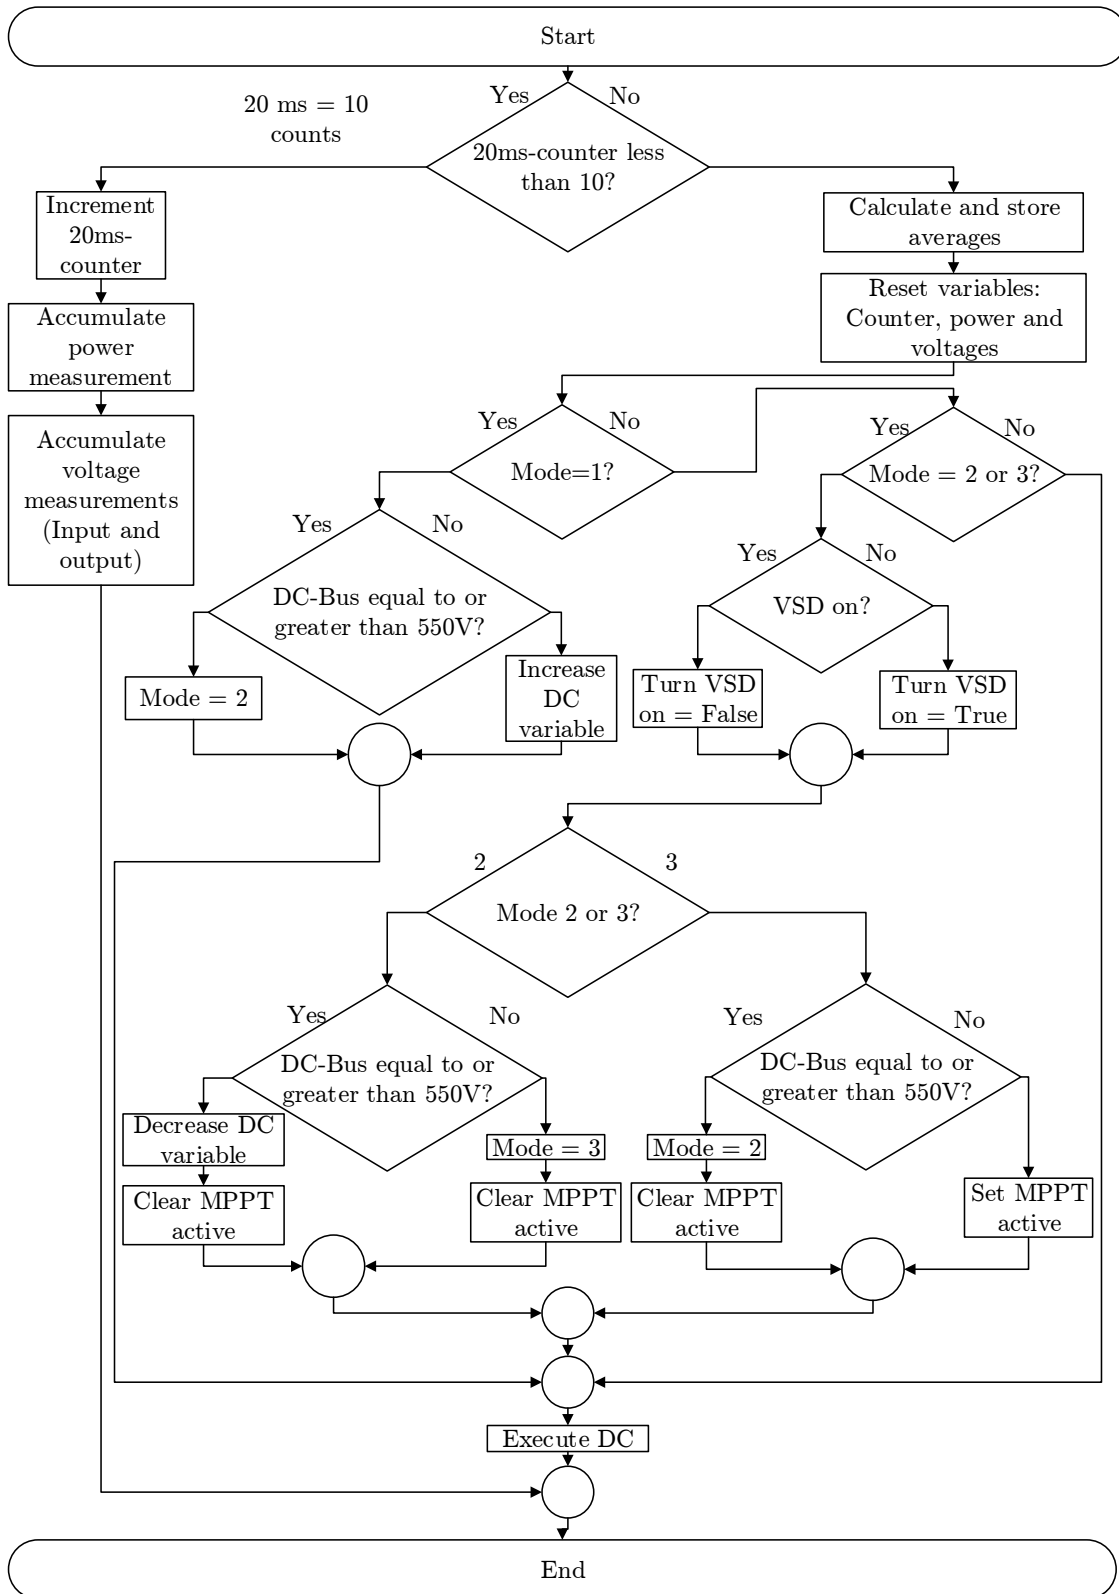 Start
Yes
No
20 ms = 10
counts
20ms-counter less
than 10?
Increment
20ms-
counter
Calculate and store
averages
Accumulate
power
measurement
Reset variables:
Counter, power and
voltages
Accumulate
voltage
measurements
(Input and
output)
Yes
No
Mode=1?
Yes
No
Mode = 2 or 3?
Yes
No
DC-Bus equal to or
greater than 550V?
Yes
No
VSD on?
Mode = 2
Increase
DC
variable
Turn VSD
on = False
Turn VSD
on = True
2
3
Mode 2 or 3?
Yes
No
DC-Bus equal to or
greater than 550V?
Yes
No
DC-Bus equal to or
greater than 550V?
Decrease DC
variable
Mode = 3
Mode = 2
Clear MPPT
active
Clear MPPT
active
Clear MPPT
active
Set MPPT
active
Execute DC
End